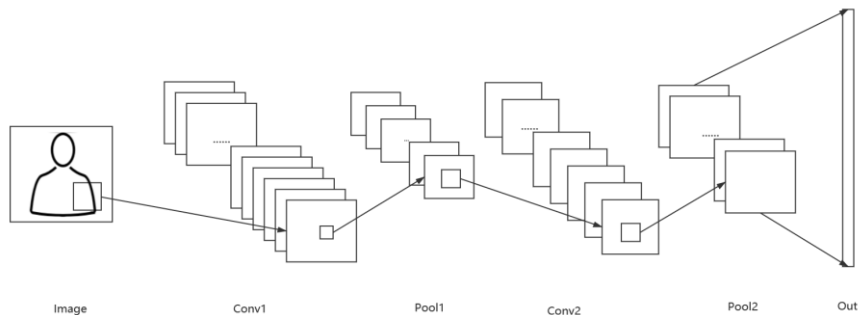 ......
...
......
......
Image
Conv1
Pool1
Conv2
Pool2
Out